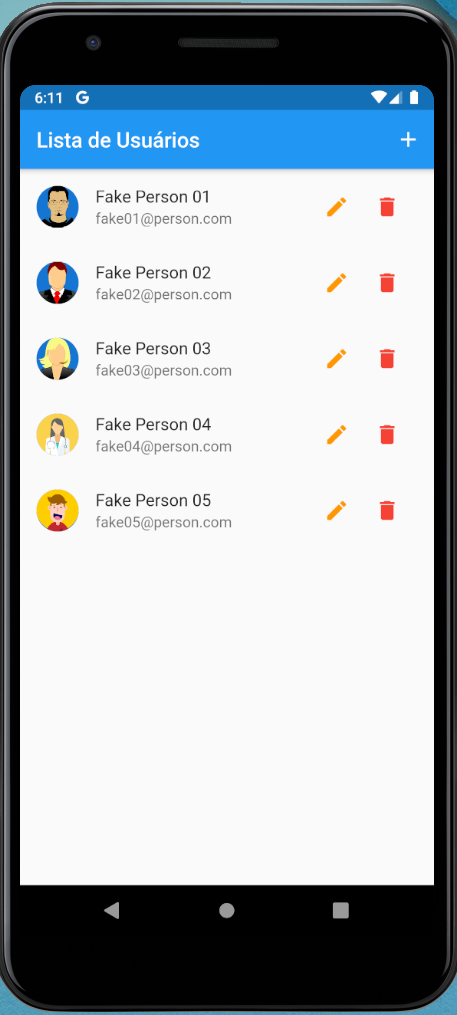 6:11 G
Lista de Usuários
+
Fake Person 01
fake01@person.com
Fake Person 02
fake02@person.com
Fake Person 03
fake03@person.com
Fake Person 04
fake04@person.com
Fake Person 05
fake05@person.com